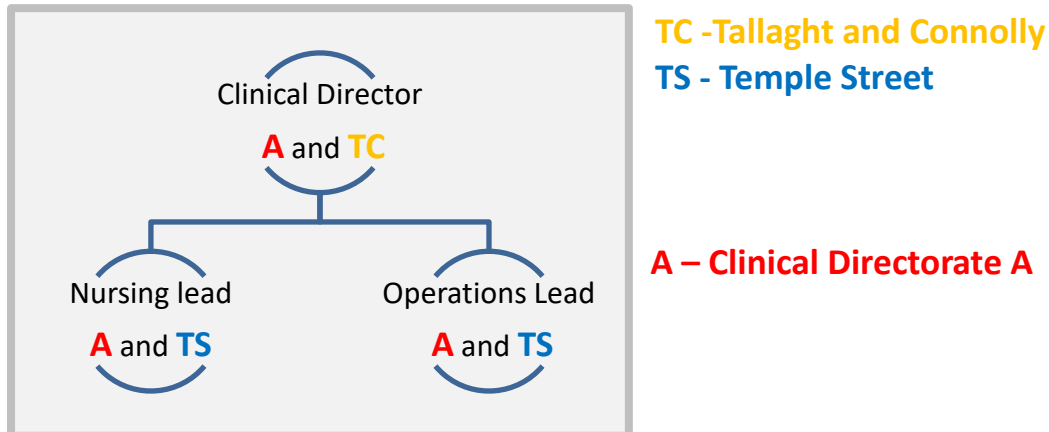 Clinical Director
A and TC
Nursing lead
A and TS
Operations Lead
A and TS
TC -Tallaght and Connolly
TS - Temple Street
A – Clinical Directorate A